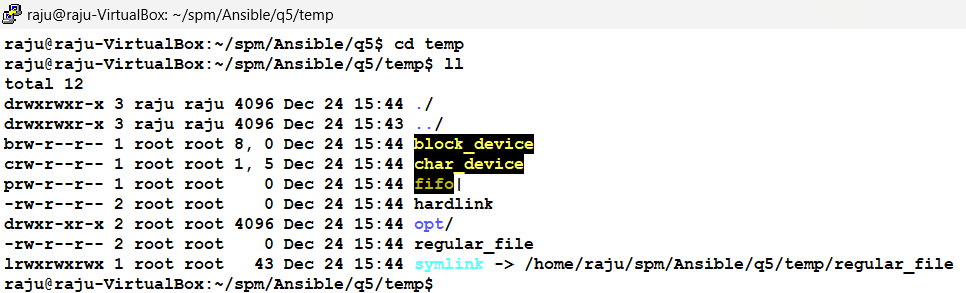 raju@raju-VirtualBox: ~/spm/Ansible/q5/temp
raju@raju-VirtualBox:~/spm/Ansible/q5$ cd temp
raju@raju-VirtualBox:~/spm/Ansible/q5/temp$ ll
total 12
drwxrwxr-x 3 raju raju 4096 Dec 24 15:44 ./
drwxrwxr-x 3 raju raju 4096 Dec 24 15:43 ../
brw-r--r-- 1 root root 8, 0 Dec 24 15:44 block_device
crw-r--r-- 1 root root 1, 5 Dec 24 15:44 char_device
prw-r--r-- 1 root root    0 Dec 24 15:44 fifo|
-rw-r--r-- 2 root root    0 Dec 24 15:44 hardlink
drwxr-xr-x 2 root root 4096 Dec 24 15:44 opt/
-rw-r--r-- 2 root root    0 Dec 24 15:44 regular_file
lrwxrwxrwx 1 root root   43 Dec 24 15:44 symlink -> /home/raju/spm/Ansible/q5/temp/regular_file
raju@raju-VirtualBox:~/spm/Ansible/q5/temp$